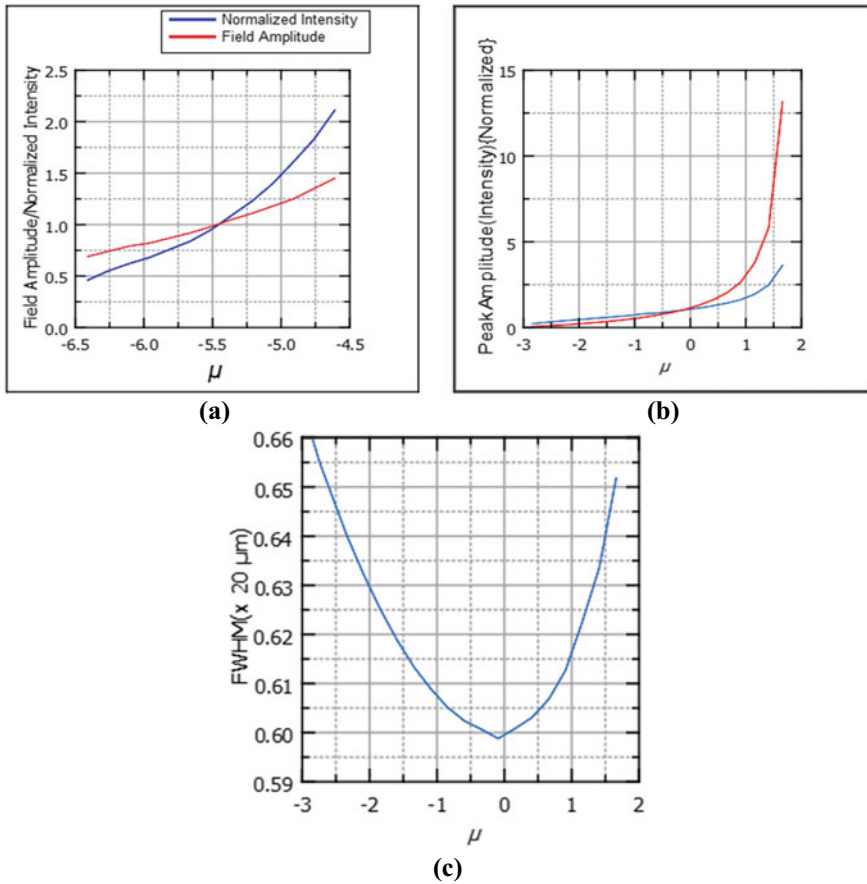 Normalized Intensity
Field Amplitude
Field Amplitude/Normalized Intensity
2.5
2.0
1.5
1.0
0.5
0.0
-6.5 -6.0 -5.5 -5.0 -4.5
μ
(a)
PeakAmplitude(Intensity){Normalized}
15
10
5
0
-3 -2 -1 0 1 2
μ
(b)
FWHM(x 20 μm)
0.66
0.65
0.64
0.63
0.62
0.61
0.60
0.59
-3 -2 -1 0 1 2
μ
(c)